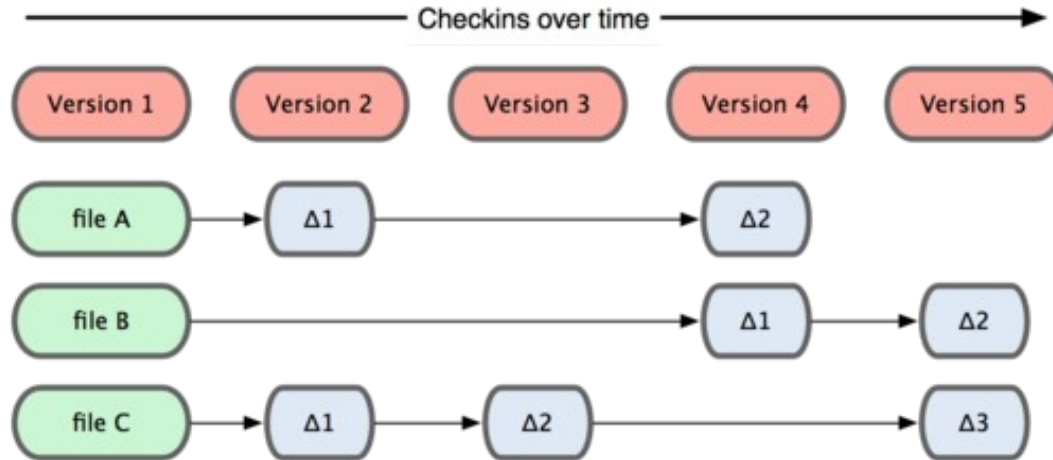 Checkins over time
Version 1 Version 2 Version 3 Version 4 Version 5
file A Δ1 Δ2
file B Δ1 Δ2
file C Δ1 Δ2 Δ3